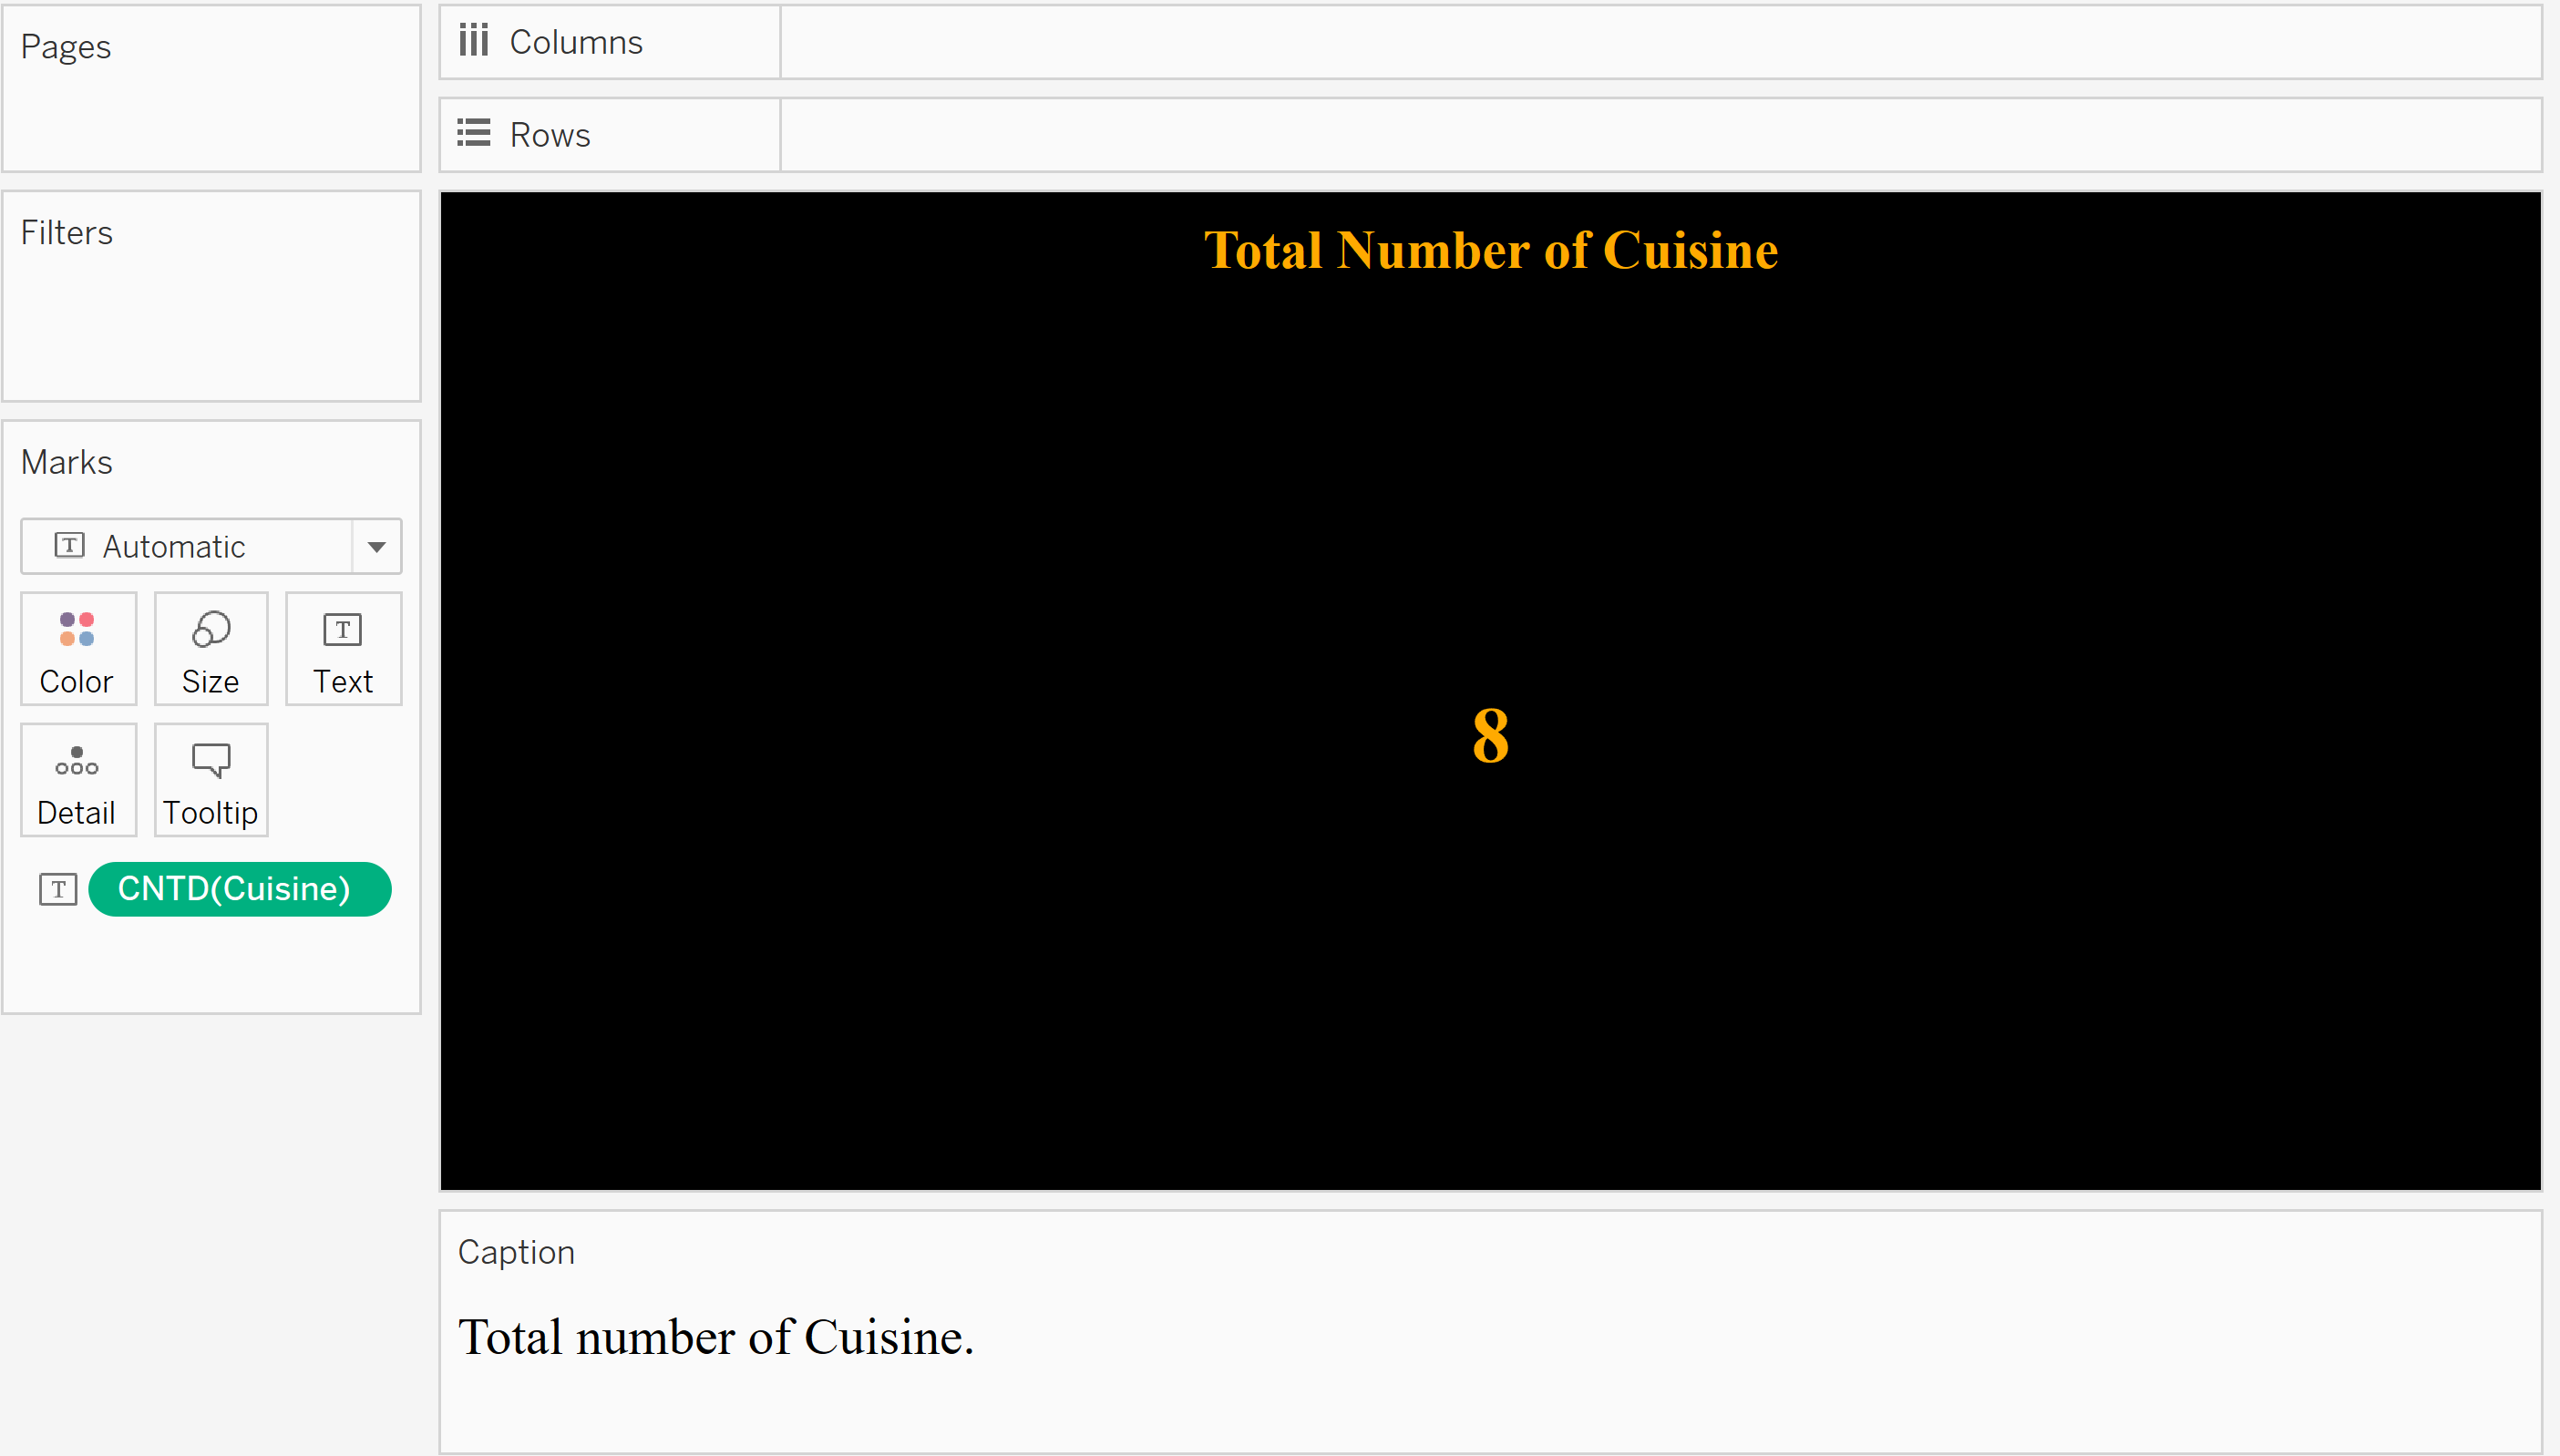 Pages
Columns
Rows
Filters
Marks
Automatic
Color
Size
Text
Detail
Tooltip
CNTD(Cuisine)
Total Number of Cuisine
8
Caption
Total number of Cuisine.